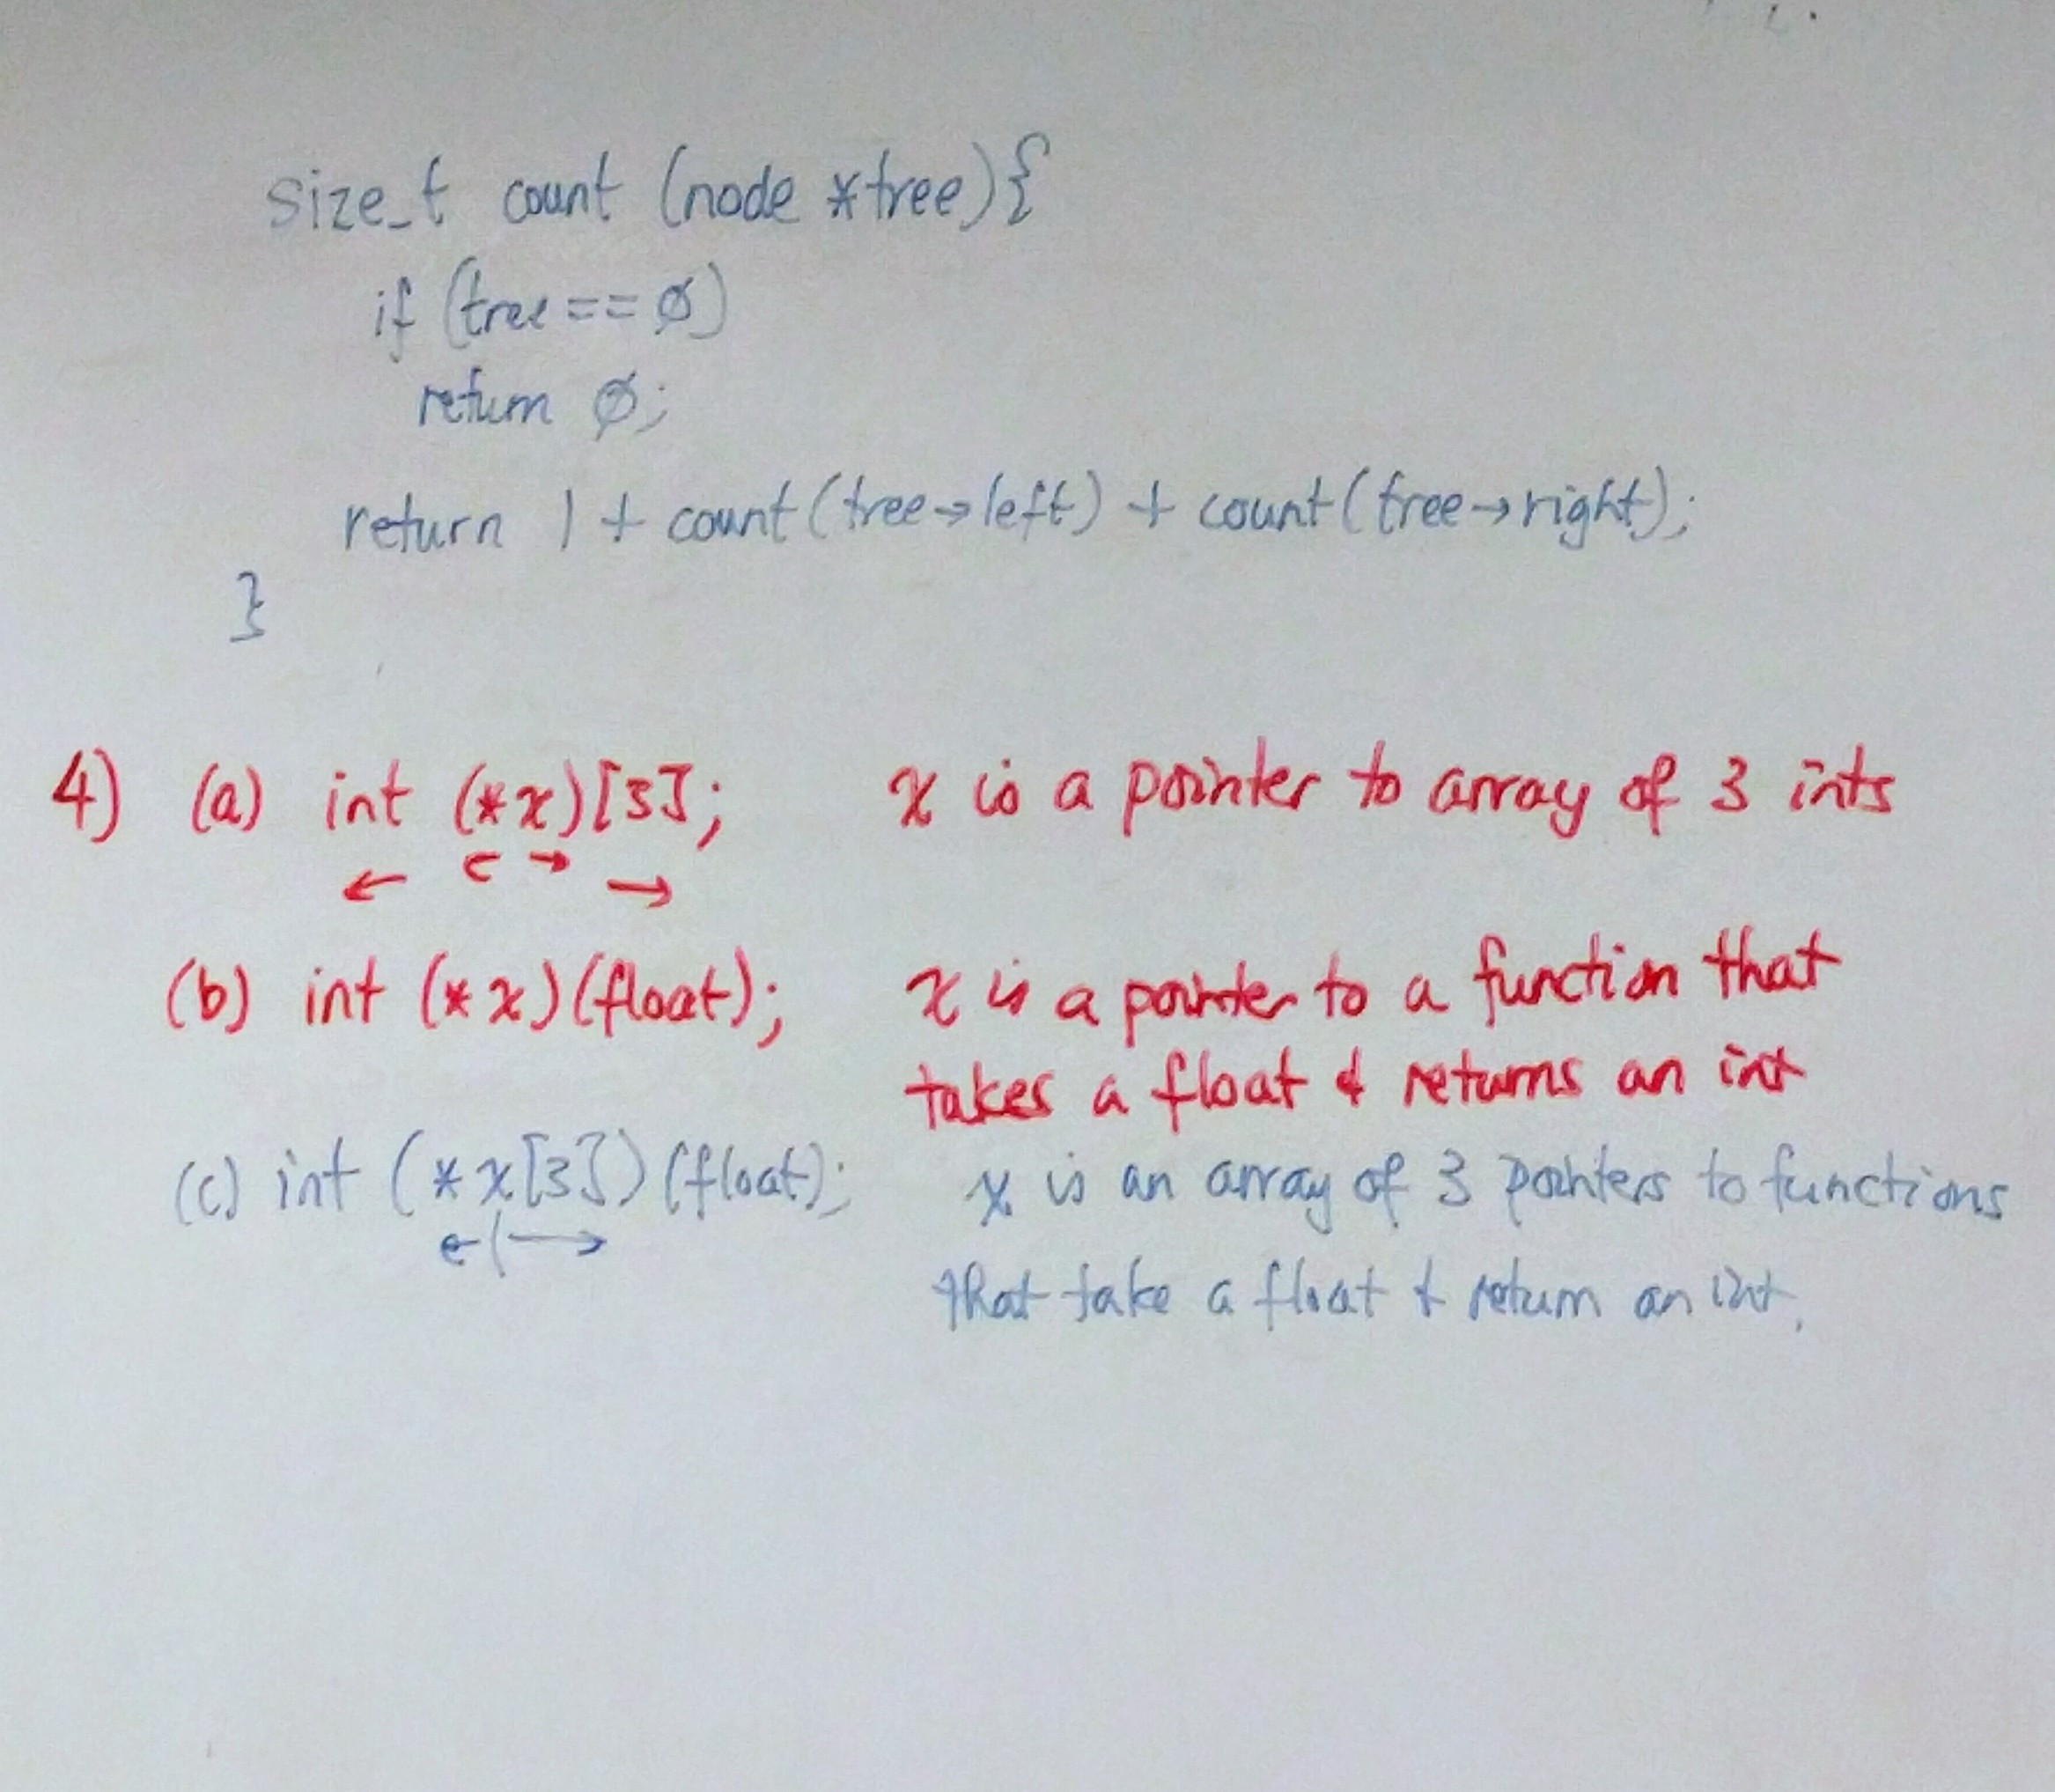 size_t count (node *tree){
if (tree == 0)
return 0;
return 1 + count(tree→left) + count(tree→right);
}
4) (a) int (*x)[3]; x is a pointer to array of 3 ints
← ← → →
(b) int (*x)(float); x is a pointer to a function that
takes a float & returns an int
(c) int (*x[3])(float); x is an array of 3 pointers to functions
←|→
that take a float & return an int.